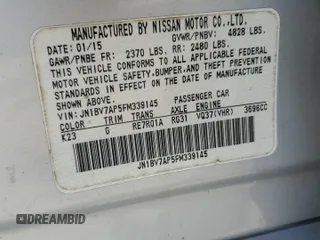 MANUFACTURED BY NISSAN MOTOR CO.,LTD.
DATE: 01/15 GVWR/PNBV: 4828 LBS.
GAWR/PNBE FR: 2370 LBS. RR: 2480 LBS.
THIS VEHICLE CONFORMS TO ALL APPLICABLE FEDERAL
MOTOR VEHICLE SAFETY,BUMPER,AND THEFT PREVENTION
STANDARDS IN EFFECT ON THE DATE OF MANUFACTURE
SHOWN ABOVE.
VIN: JN1BV7AP5FM339145 PASSENGER CAR
COLOR TRIM TRANS AXLE ENGINE
K23 G RE7R01A RG31 VQ37(VHR) 3696CC
JN1BV7AP5FM339145
DREAMBID